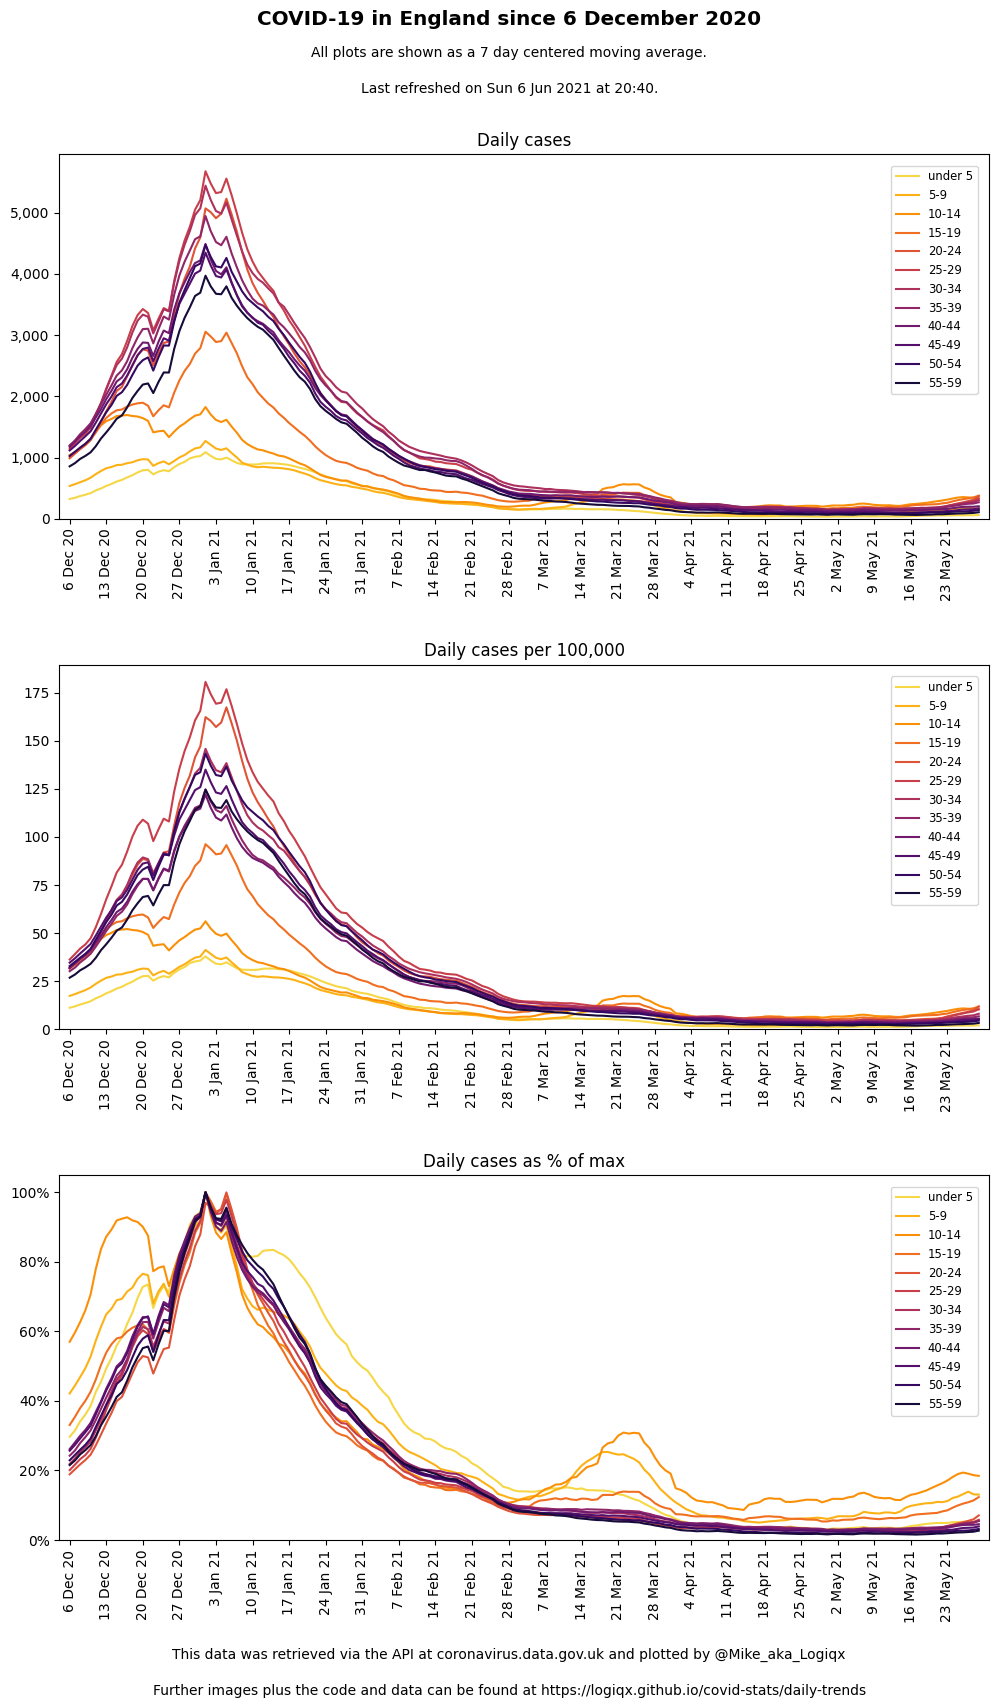 COVID-19 in England since 6 December 2020
All plots are shown as a 7 day centered moving average.
Last refreshed on Sun 6 Jun 2021 at 20:40.
Daily cases
5,000
4,000
3,000
2,000
1,000
0
under 5
5-9
10-14
15-19
20-24
25-29
30-34
35-39
40-44
45-49
50-54
55-59
6 Dec 20
13 Dec 20
20 Dec 20
27 Dec 20
3 Jan 21
10 Jan 21
17 Jan 21
24 Jan 21
31 Jan 21
7 Feb 21
14 Feb 21
21 Feb 21
28 Feb 21
7 Mar 21
14 Mar 21
21 Mar 21
28 Mar 21
4 Apr 21
11 Apr 21
18 Apr 21
25 Apr 21
2 May 21
9 May 21
16 May 21
23 May 21
Daily cases per 100,000
175
150
125
100
75
50
25
0
under 5
5-9
10-14
15-19
20-24
25-29
30-34
35-39
40-44
45-49
50-54
55-59
6 Dec 20
13 Dec 20
20 Dec 20
27 Dec 20
3 Jan 21
10 Jan 21
17 Jan 21
24 Jan 21
31 Jan 21
7 Feb 21
14 Feb 21
21 Feb 21
28 Feb 21
7 Mar 21
14 Mar 21
21 Mar 21
28 Mar 21
4 Apr 21
11 Apr 21
18 Apr 21
25 Apr 21
2 May 21
9 May 21
16 May 21
23 May 21
Daily cases as % of max
100%
80%
60%
40%
20%
0%
under 5
5-9
10-14
15-19
20-24
25-29
30-34
35-39
40-44
45-49
50-54
55-59
6 Dec 20
13 Dec 20
20 Dec 20
27 Dec 20
3 Jan 21
10 Jan 21
17 Jan 21
24 Jan 21
31 Jan 21
7 Feb 21
14 Feb 21
21 Feb 21
28 Feb 21
7 Mar 21
14 Mar 21
21 Mar 21
28 Mar 21
4 Apr 21
11 Apr 21
18 Apr 21
25 Apr 21
2 May 21
9 May 21
16 May 21
23 May 21
This data was retrieved via the API at coronavirus.data.gov.uk and plotted by @Mike_aka_Logiqx
Further images plus the code and data can be found at https://logiqx.github.io/covid-stats/daily-trends